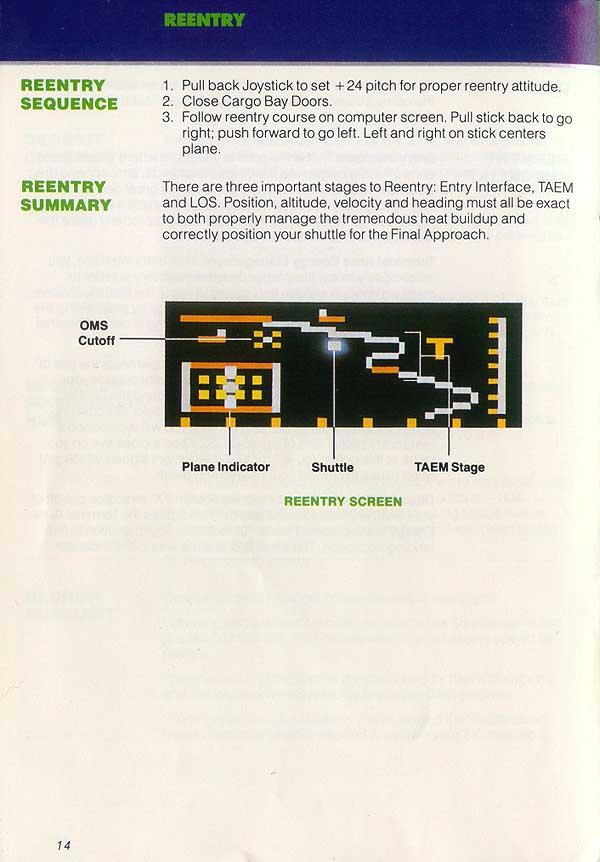 REENTRY
REENTRY
SEQUENCE
1. Pull back Joystick to set +24 pitch for proper reentry attitude.
2. Close Cargo Bay Doors.
3. Follow reentry course on computer screen. Pull stick back to go
right; push forward to go left. Left and right on stick centers
plane.
REENTRY
SUMMARY
There are three important stages to Reentry: Entry Interface, TAEM
and LOS. Position, altitude, velocity and heading must all be exact
to both properly manage the tremendous heat buildup and
correctly position your shuttle for the Final Approach.
OMS
Cutoff
T
Plane Indicator
Shuttle
TAEM Stage
REENTRY SCREEN
14